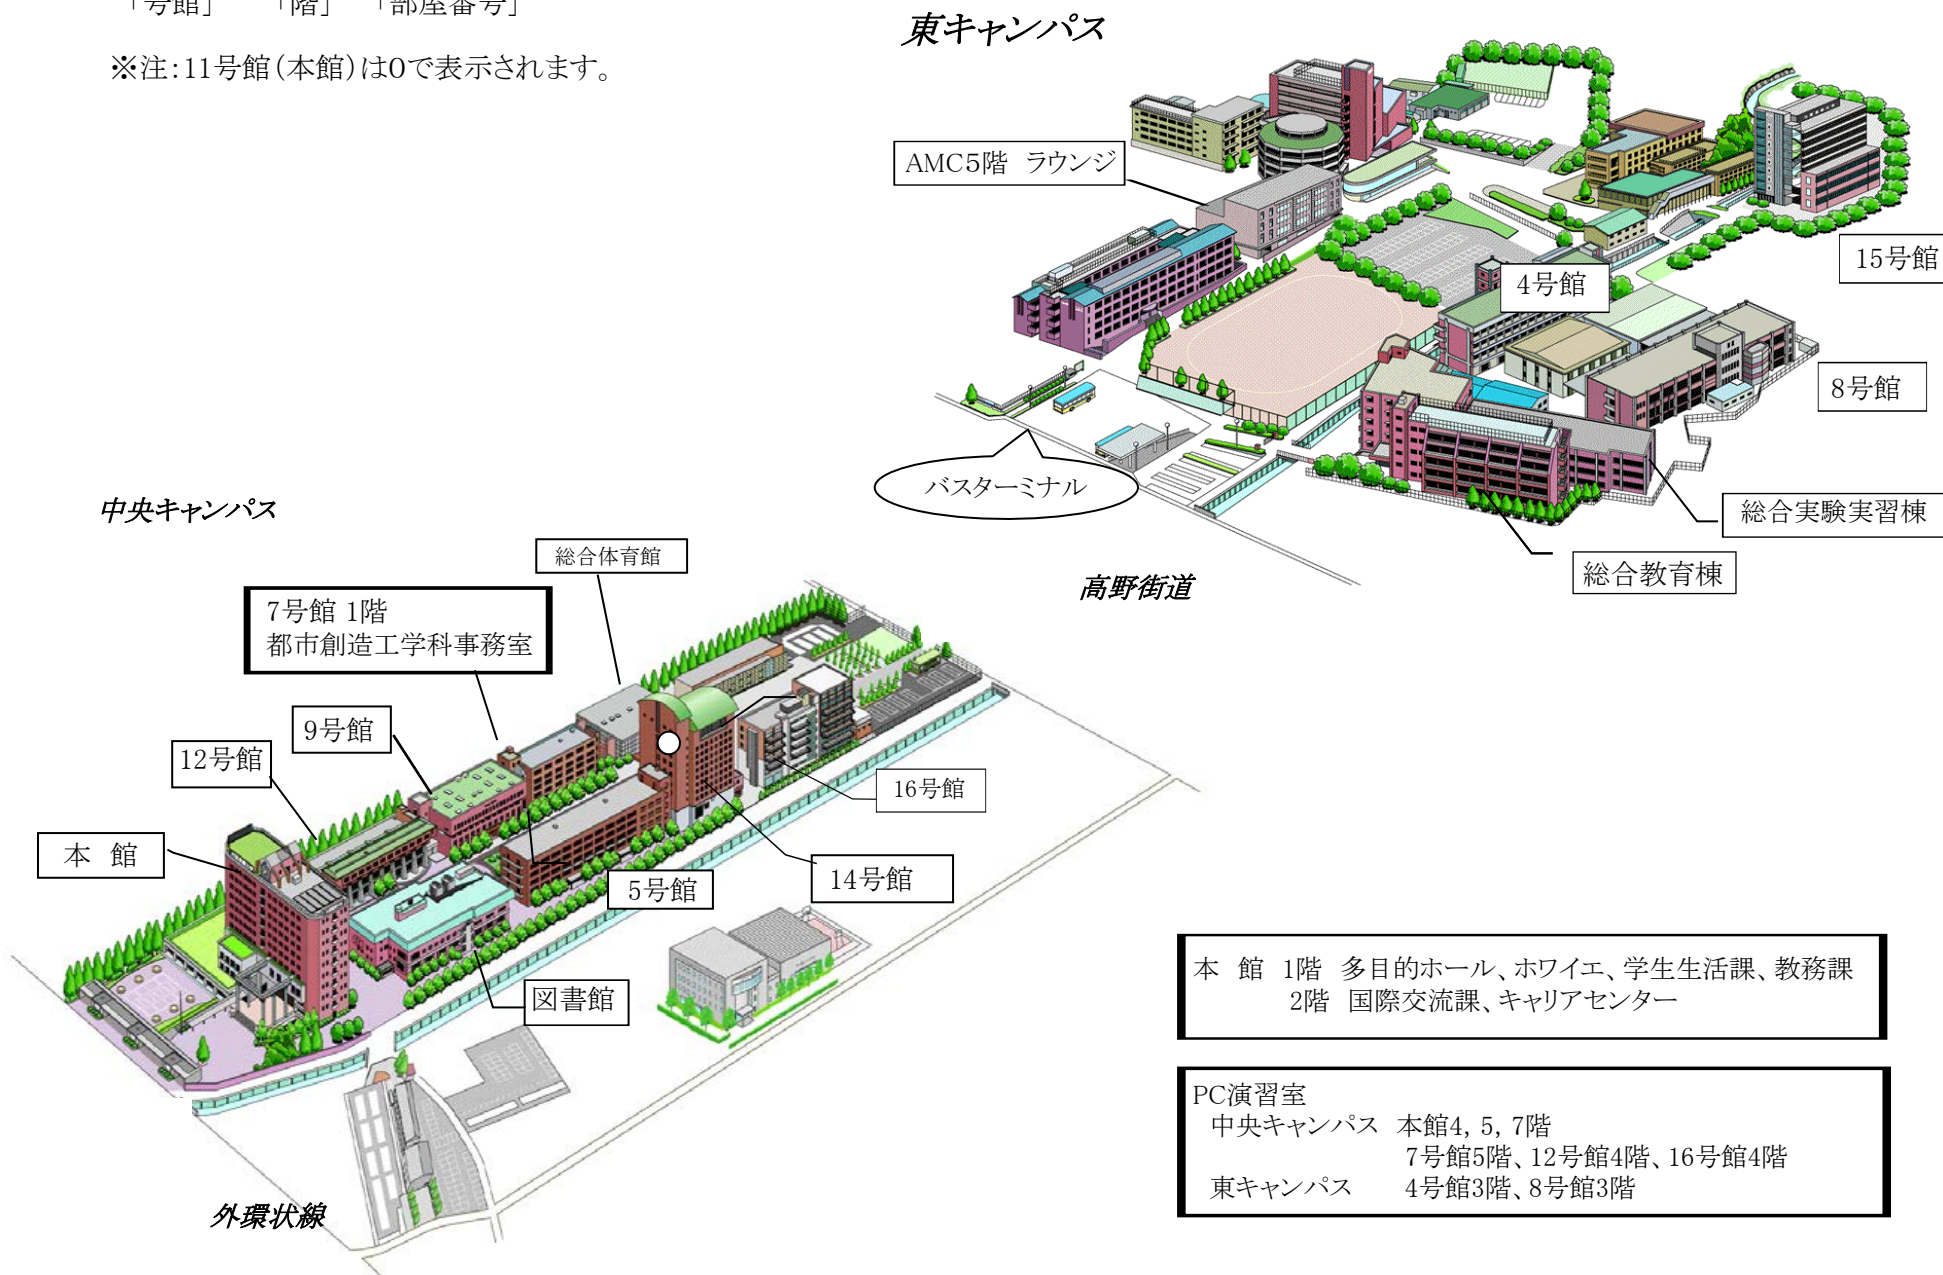 「号館」 「階」 「部屋番号」
※注:11号館(本館)は0で表示されます。
東キャンパス
AMC5階 ラウンジ
15号館
4号館
8号館
バスターミナル
総合実験実習棟
総合教育棟
高野街道
中央キャンパス
総合体育館
7号館 1階
都市創造工学科事務室
9号館
12号館
16号館
本 館
14号館
5号館
図書館
外環状線
本 館 1階 多目的ホール、ホワイエ、学生生活課、教務課
2階 国際交流課、キャリアセンター
PC演習室
中央キャンパス 本館4, 5, 7階
7号館5階、12号館4階、16号館4階
東キャンパス 4号館3階、8号館3階